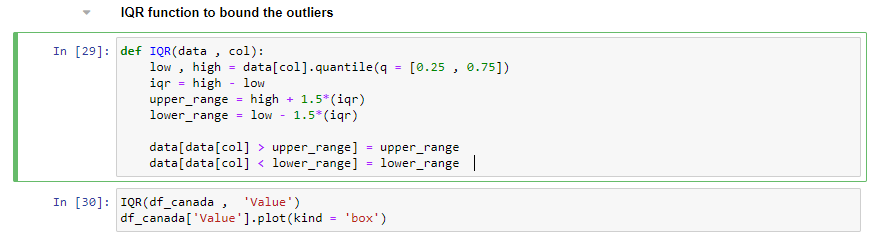 IQR function to bound the outliers
In [29]: def IQR(data , col):
    low , high = data[col].quantile(q = [0.25 , 0.75])
    iqr = high - low
    upper_range = high + 1.5*(iqr)
    lower_range = low - 1.5*(iqr)
    data[data[col] > upper_range] = upper_range
    data[data[col] < lower_range] = lower_range
In [30]: IQR(df_canada ,  'Value')
df_canada['Value'].plot(kind = 'box')